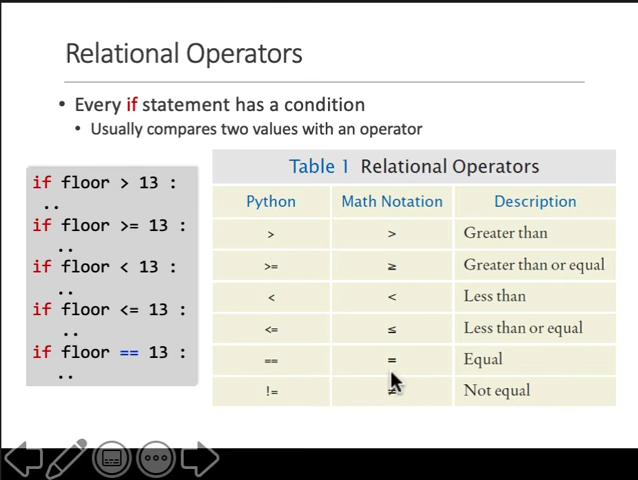 Relational Operators
• Every if statement has a condition
• Usually compares two values with an operator
if floor > 13 :
..
if floor >= 13 :
..
if floor < 13 :
..
if floor <= 13 :
..
if floor == 13 :
..
Table 1 Relational Operators
Python Math Notation Description
> > Greater than
>= ≥ Greater than or equal
< < Less than
<= ≤ Less than or equal
== = Equal
!= ≠ Not equal